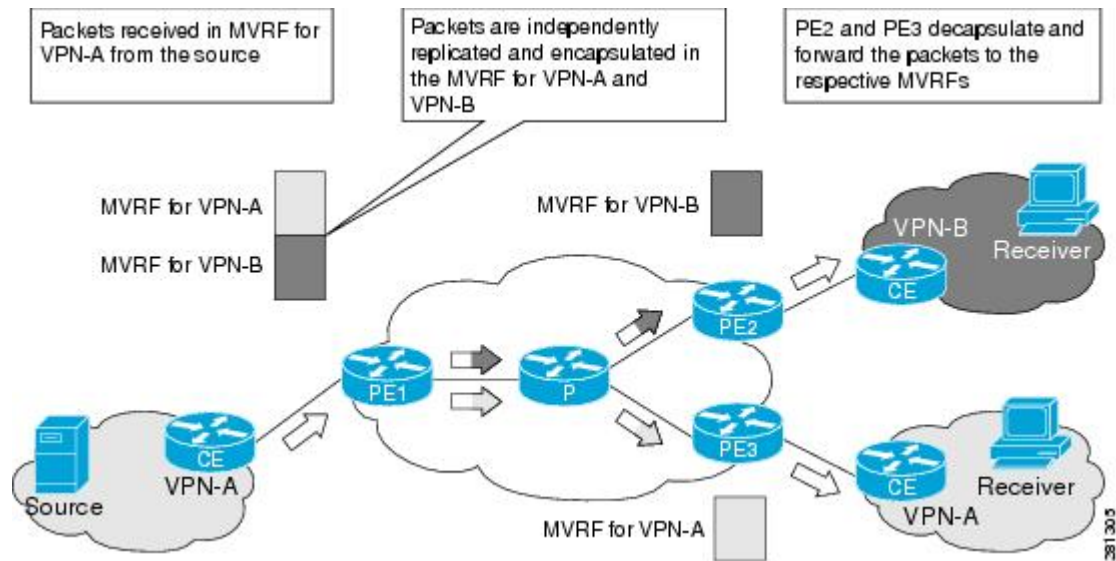 Packets received in MVRF for
VPN-A from the source
Packets are independently
replicated and encapsulated in
the MVRF for VPN-A and
VPN-B
PE2 and PE3 decapsulate and
forward the packets to the
respective MVRFs
MVRF for VPN-A
MVRF for VPN-B
MVRF for VPN-B
VPN-B
Receiver
CE
PE2
PE1
P
PE3
CE
VPN-A
Source
CE
Receiver
VPN-A
MVRF for VPN-A
281305